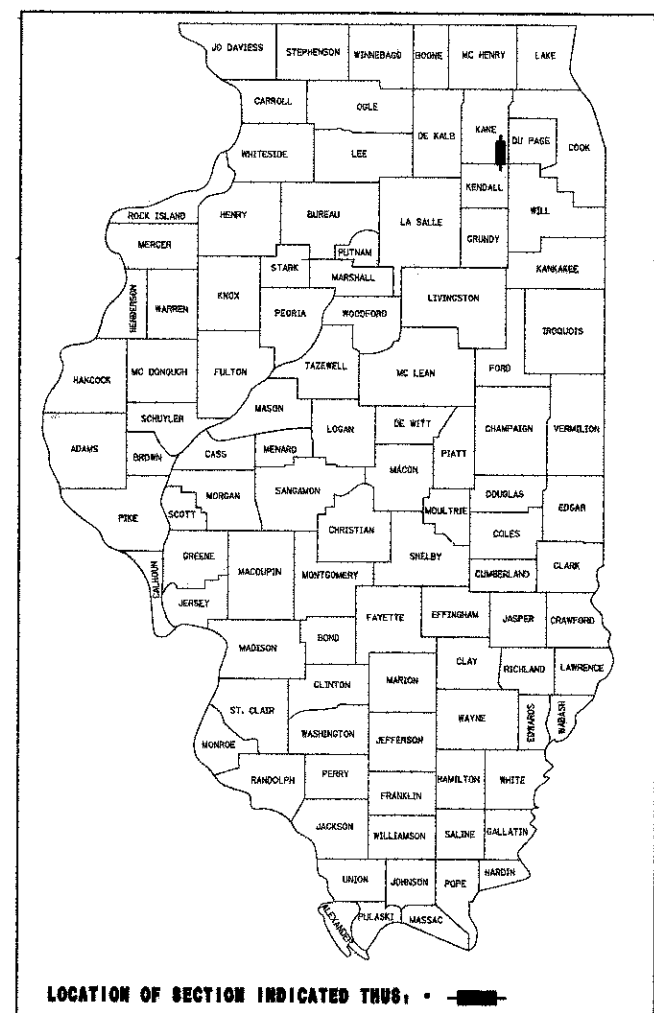 JO DAVIESS
STEPHENSON
WINNEBAGO
BOONE
MC HENRY
LAKE
CARROLL
OGLE
DE KALB
KANE
DU PAGE
COOK
WHITESIDE
LEE
KENDALL
WILL
ROCK ISLAND
HENRY
BUREAU
LA SALLE
GRUNDY
MERCER
PUTNAM
KANKAKEE
STARK
MARSHALL
HENDERSON
WARREN
KNOX
PEORIA
WOODFORD
LIVINGSTON
IROQUOIS
HANCOCK
MC DONOUGH
FULTON
TAZEWELL
MC LEAN
FORD
SCHUYLER
MASON
LOGAN
DE WITT
CHAMPAIGN
VERMILION
ADAMS
BROWN
CASS
MENARD
MACON
PIATT
PIKE
SCOTT
MORGAN
SANGAMON
CHRISTIAN
MOULTRIE
DOUGLAS
EDGAR
COLES
CALHOUN
GREENE
MACOUPIN
MONTGOMERY
SHELBY
CUMBERLAND
CLARK
JERSEY
FAYETTE
EFFINGHAM
JASPER
CRAWFORD
MADISON
BOND
CLAY
RICHLAND
LAWRENCE
CLINTON
MARION
ST. CLAIR
WAYNE
EDWARDS
WABASH
MONROE
WASHINGTON
JEFFERSON
RANDOLPH
PERRY
HAMILTON
WHITE
FRANKLIN
JACKSON
WILLIAMSON
SALINE
GALLATIN
UNION
JOHNSON
POPE
HARDIN
ALEXANDER
PULASKI
MASSAC
LOCATION OF SECTION INDICATED THUS: -